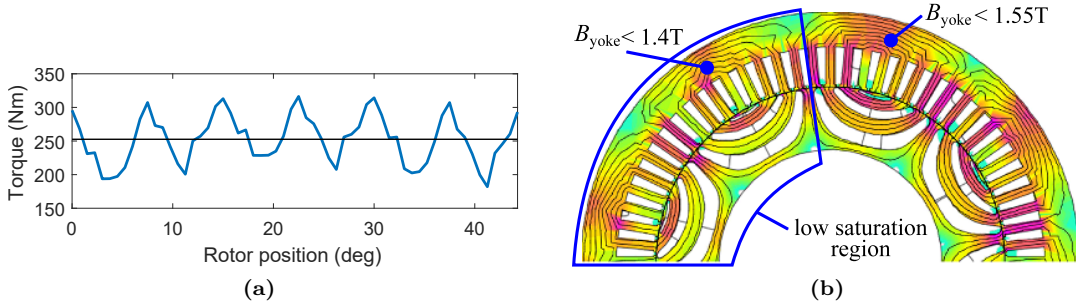 350
300
250
200
150
Torque (Nm)
0
10
20
30
40
Rotor position (deg)
(a)
B_yoke < 1.4T
B_yoke < 1.55T
low saturation
region
(b)